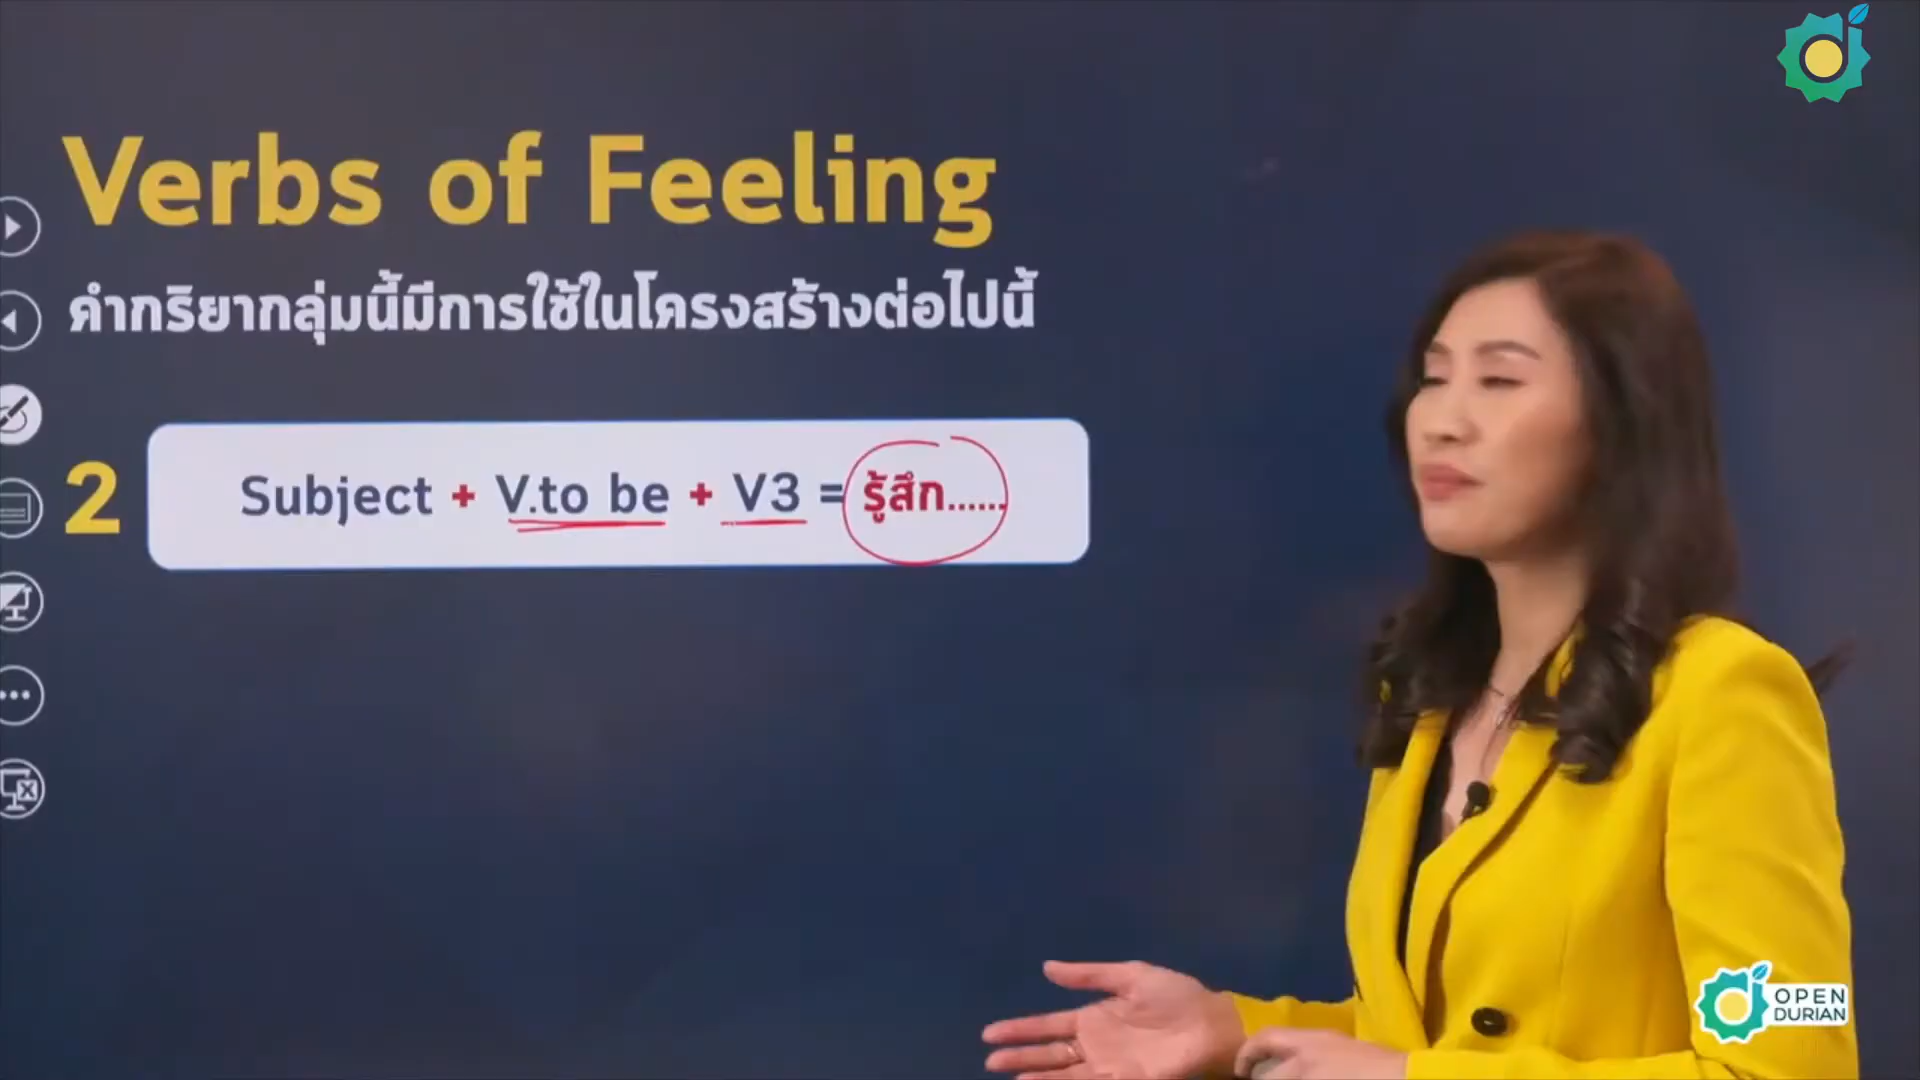 Verbs of Feeling
คำกริยากลุ่มนี้มีการใช้ในโครงสร้างต่อไปนี้
2
Subject + V.to be + V3 = รู้สึก......
OPEN
DURIAN